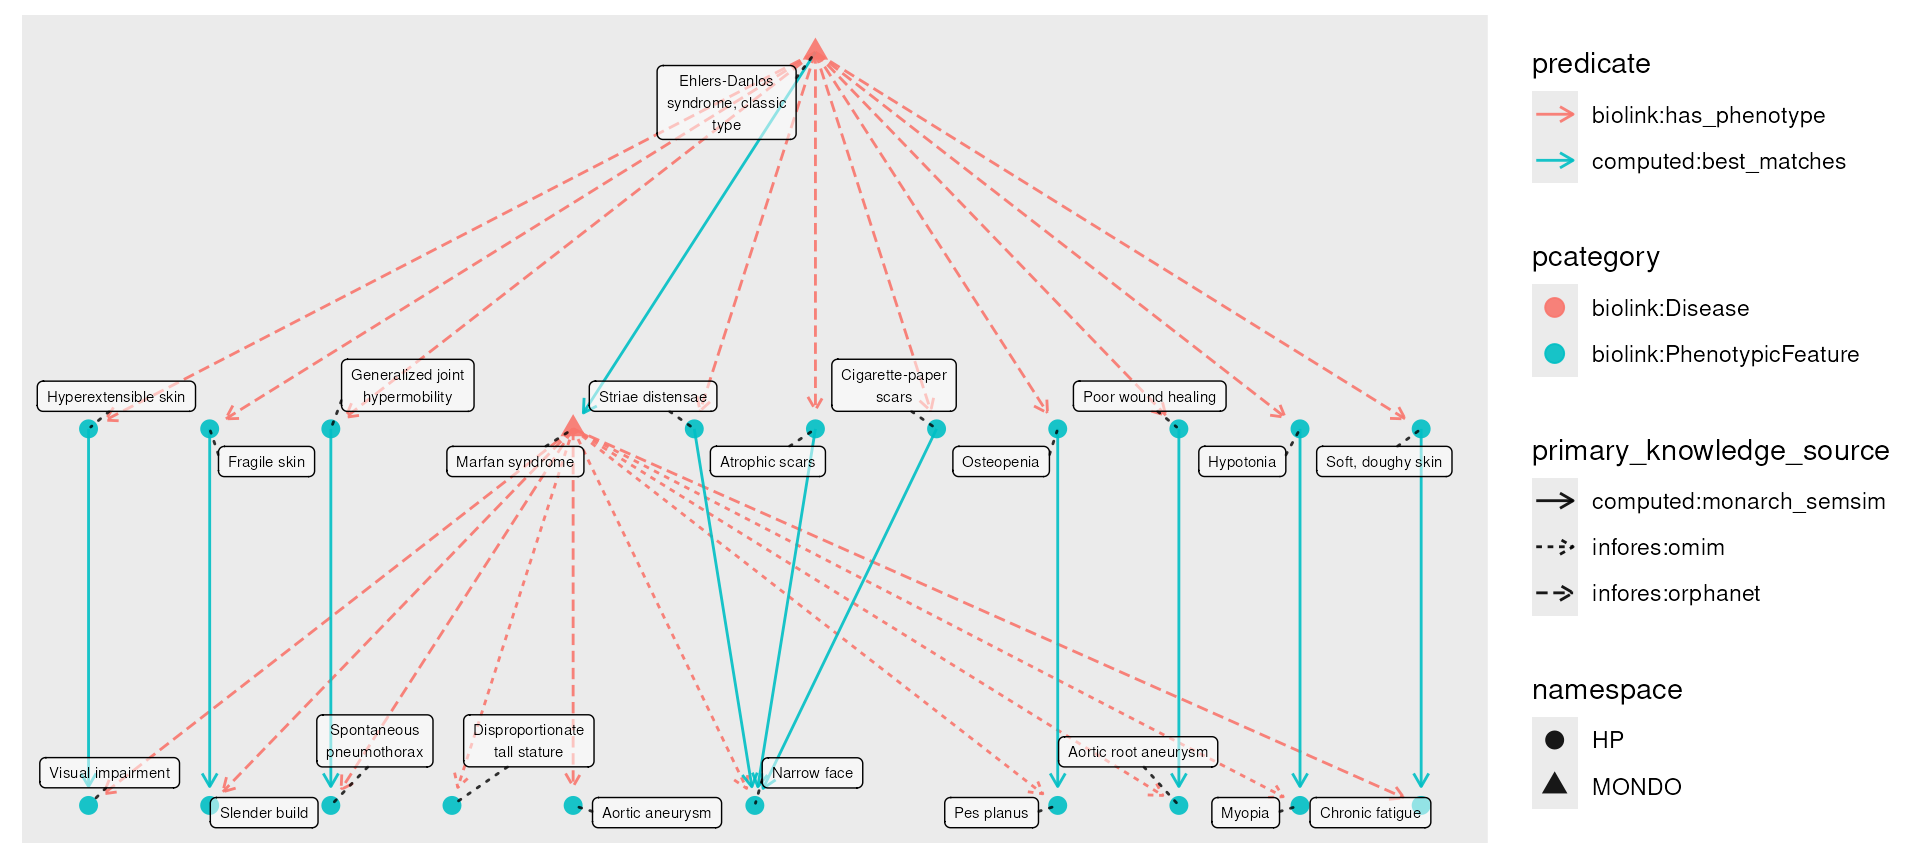 Ehlers-Danlos
syndrome, classic
type
Hyperextensible skin
Generalized joint
hypermobility
Striae distensae
Cigarette-paper
scars
Poor wound healing
Fragile skin
Marfan syndrome
Atrophic scars
Osteopenia
Hypotonia
Soft, doughy skin
Visual impairment
Spontaneous
pneumothorax
Disproportionate
tall stature
Narrow face
Aortic root aneurysm
Slender build
Aortic aneurysm
Pes planus
Myopia
Chronic fatigue
predicate
biolink:has_phenotype
computed:best_matches
pcategory
biolink:Disease
biolink:PhenotypicFeature
primary_knowledge_source
computed:monarch_semsim
infores:omim
infores:orphanet
namespace
HP
MONDO